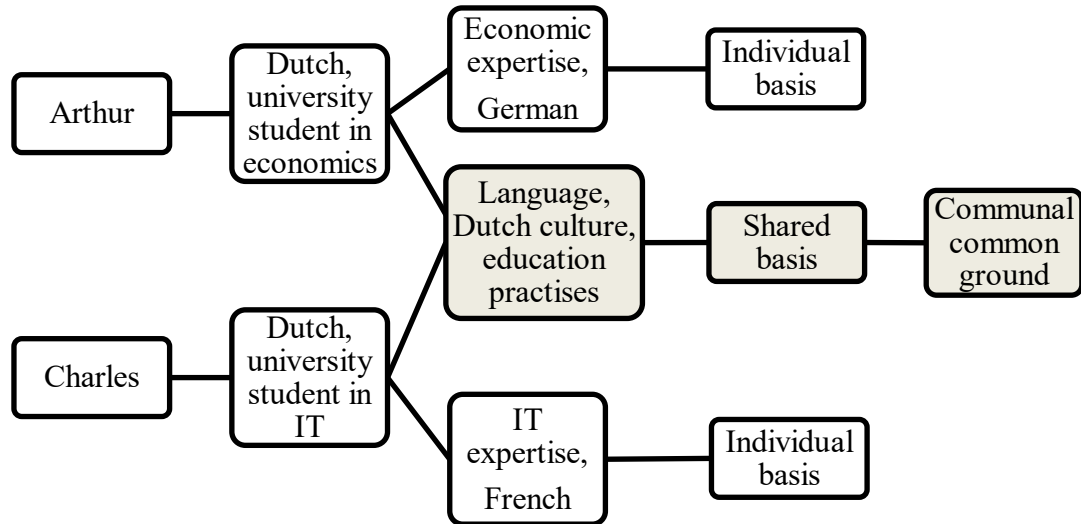 Arthur
Dutch,
university
student in
economics
Economic
expertise,
German
Individual
basis
Language,
Dutch culture,
education
practises
Shared
basis
Communal
common
ground
Charles
Dutch,
university
student in
IT
IT
expertise,
French
Individual
basis